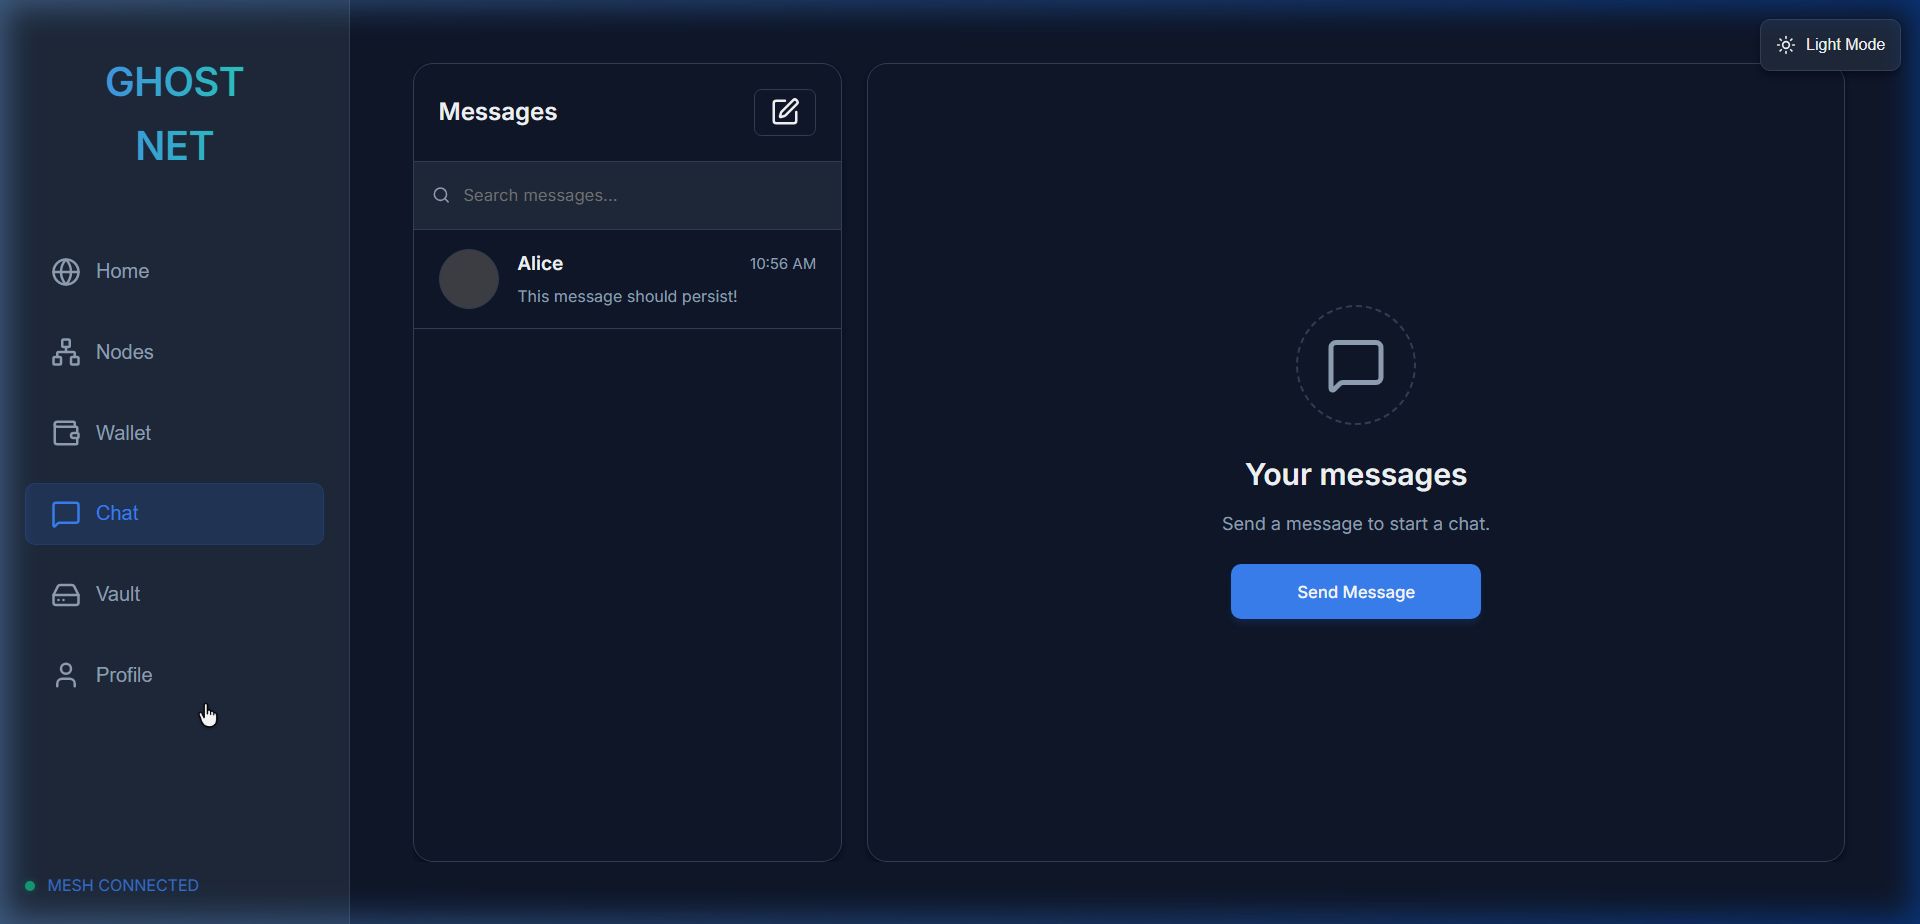 GHOST
NET
Home
Nodes
Wallet
Chat
Vault
Profile
MESH CONNECTED
Messages
Search messages...
Alice
10:56 AM
This message should persist!
Light Mode
Your messages
Send a message to start a chat.
Send Message